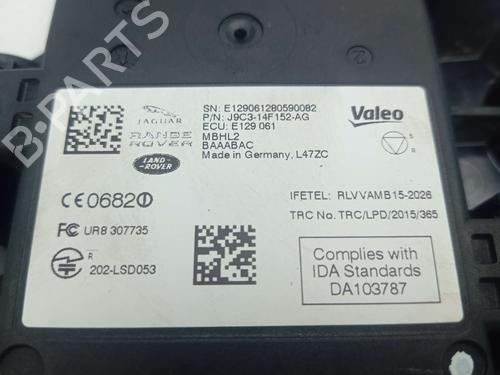 SN: E129061280590082
P/N: J9C3-14F152-AG
ECU: E129 061
MBHL2
BAAABAC
Made in Germany, L47ZC
JAGUAR
RANGE
ROVER
LAND-
ROVER
Valeo
S
R
CE0682
IFETEL: RLVVAMB15-2026
TRC No. TRC/LPD/2015/365
FC UR8 307735
R
202-LSD053
Complies with
IDA Standards
DA103787
B-PARTS